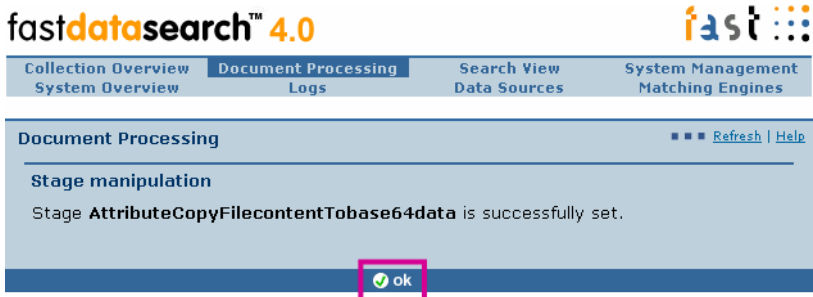 fastdatasearch™ 4.0
fast
Collection Overview Document Processing Search View System Management
System Overview Logs Data Sources Matching Engines
Document Processing Refresh | Help
Stage manipulation
Stage AttributeCopyFilecontentTobase64data is successfully set.
ok